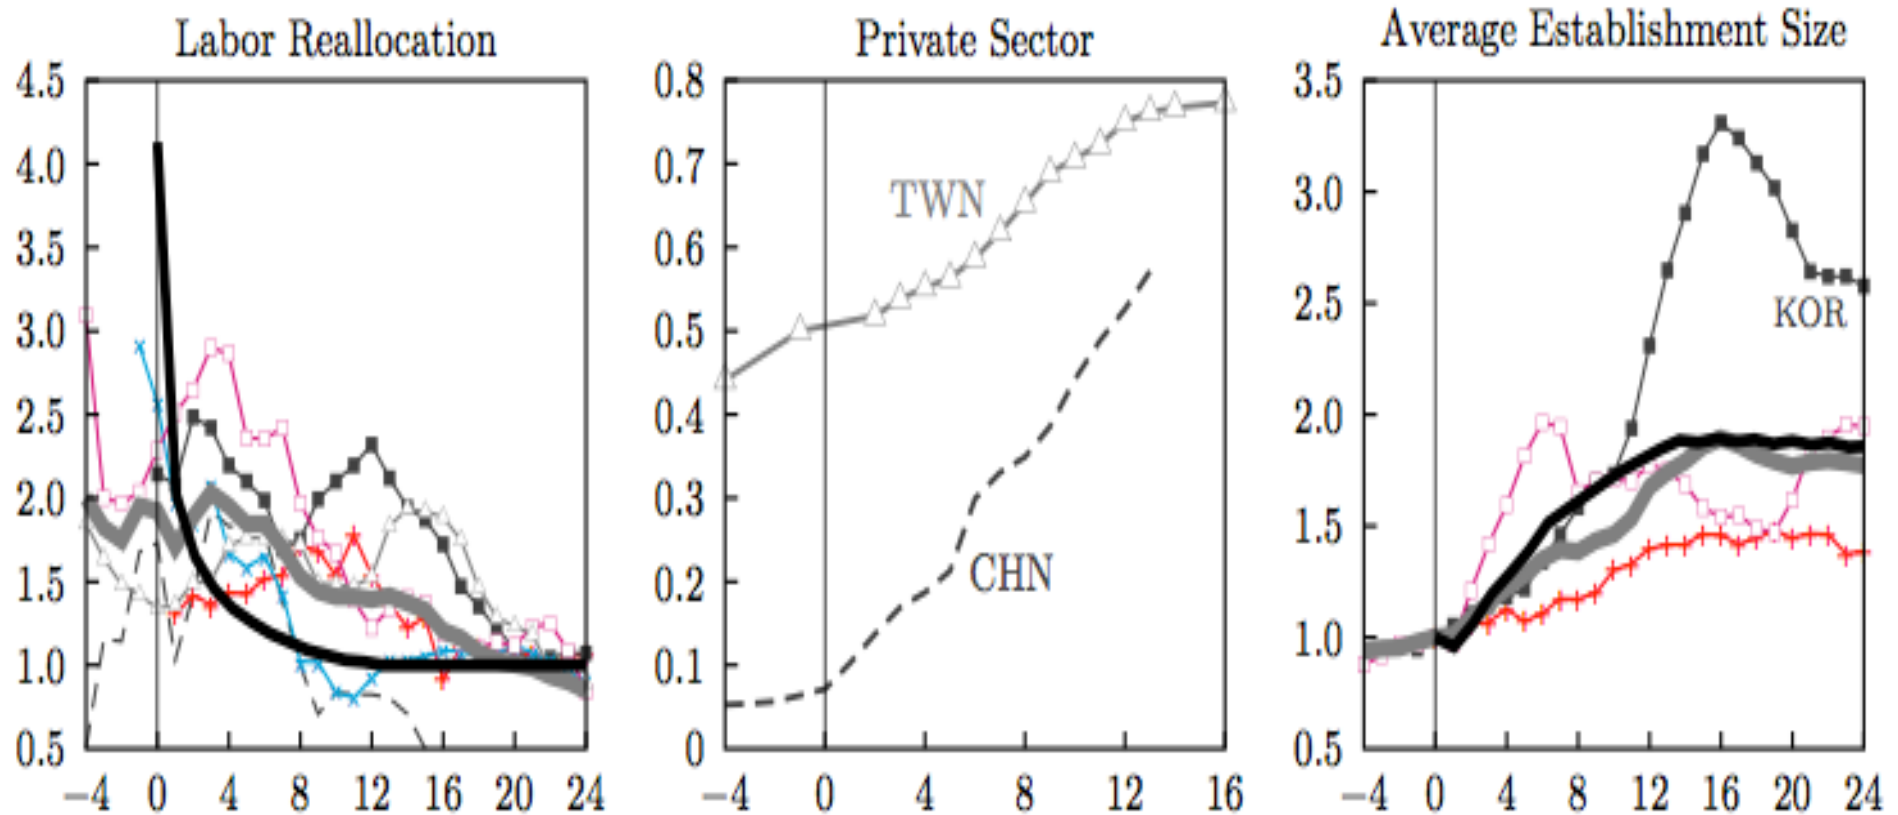 Labor Reallocation
4.5
4.0
3.5
3.0
2.5
2.0
1.5
1.0
0.5
−4 0 4 8 12 16 20 24
Private Sector
0.8
0.7
0.6
0.5
0.4
0.3
0.2
0.1
0
TWN
CHN
−4 0 4 8 12 16
Average Establishment Size
3.5
3.0
2.5
2.0
1.5
1.0
0.5
KOR
−4 0 4 8 12 16 20 24